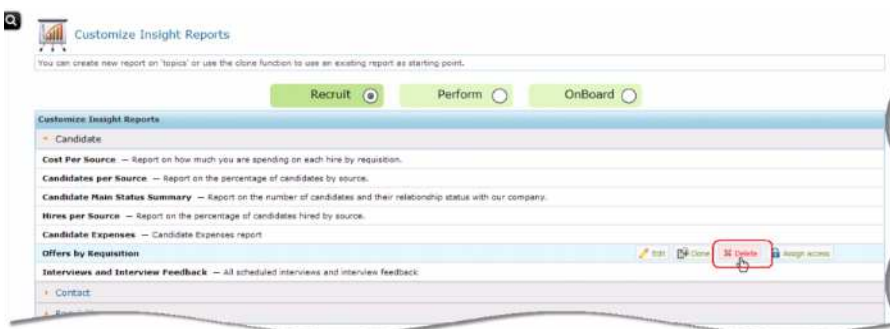 Customize Insight Reports
You can create new report on 'topics' or use the clone function to use an existing report as starting point.
Recruit Perform OnBoard
Customize Insight Reports
Candidate
Cost Per Source — Report on how much you are spending on each hire by requisition.
Candidates per Source — Report on the percentage of candidates by source.
Candidate Main Status Summary — Report on the number of candidates and their relationship status with our company.
Hires per Source — Report on the percentage of candidates hired by source.
Candidate Expenses — Candidate Expenses report
Offers by Requisition Edit Clone Delete Assign access
Interviews and Interview Feedback — All scheduled interviews and interview feedback
Contact